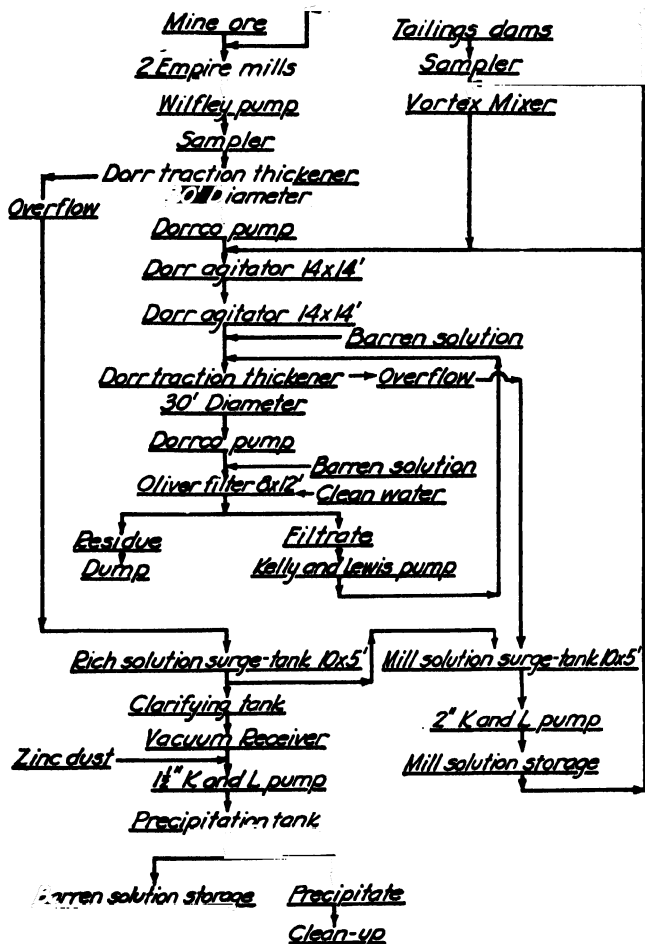 Mine ore
Tailings dams
2 Empire mills
Sampler
Wilfley pump
Vortex Mixer
Sampler
Dorr traction thickener
Diameter
Overflow
Dorrco pump
Dorr agitator 14x14'
Dorr agitator 14x14'
Barren solution
Dorr traction thickener
Overflow
30' Diameter
Dorrco pump
Barren solution
Oliver filter 8x12'
Clean water
Residue
Filtrate
Dump
Kelly and Lewis pump
Rich solution surge-tank 10x5'
Mill solution surge-tank 10x5'
Clarifying tank
2" K and L pump
Vacuum Receiver
Zinc dust
Mill solution storage
1½" K and L pump
Precipitation tank
Barren solution storage
Precipitate
Clean-up